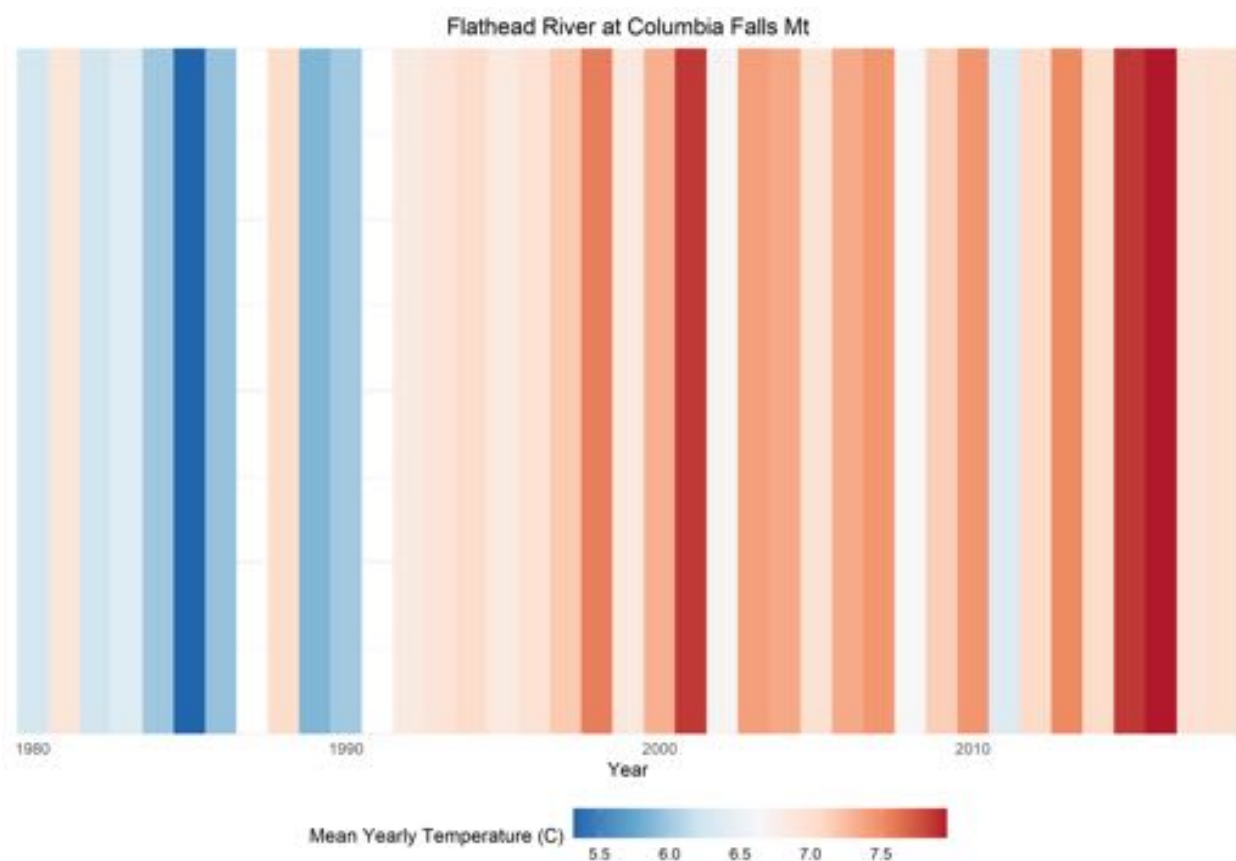 Flathead River at Columbia Falls Mt
1980 1990 2000 2010
Year
Mean Yearly Temperature (C)
5.5 6.0 6.5 7.0 7.5